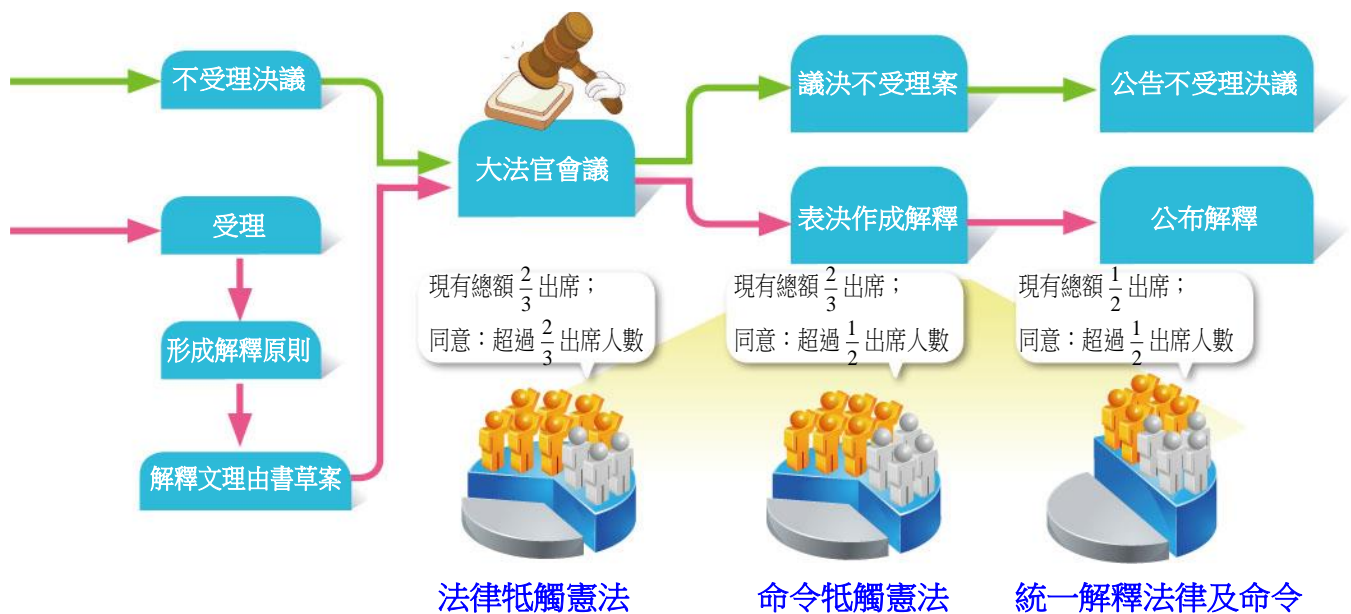 不受理決議
議決不受理案
公告不受理決議
大法官會議
受理
表決作成解釋
公布解釋
形成解釋原則
解釋文理由書草案
現有總額 2/3 出席；
同意：超過 2/3 出席人數
現有總額 2/3 出席；
同意：超過 1/2 出席人數
現有總額 1/2 出席；
同意：超過 1/2 出席人數
法律牴觸憲法
命令牴觸憲法
統一解釋法律及命令